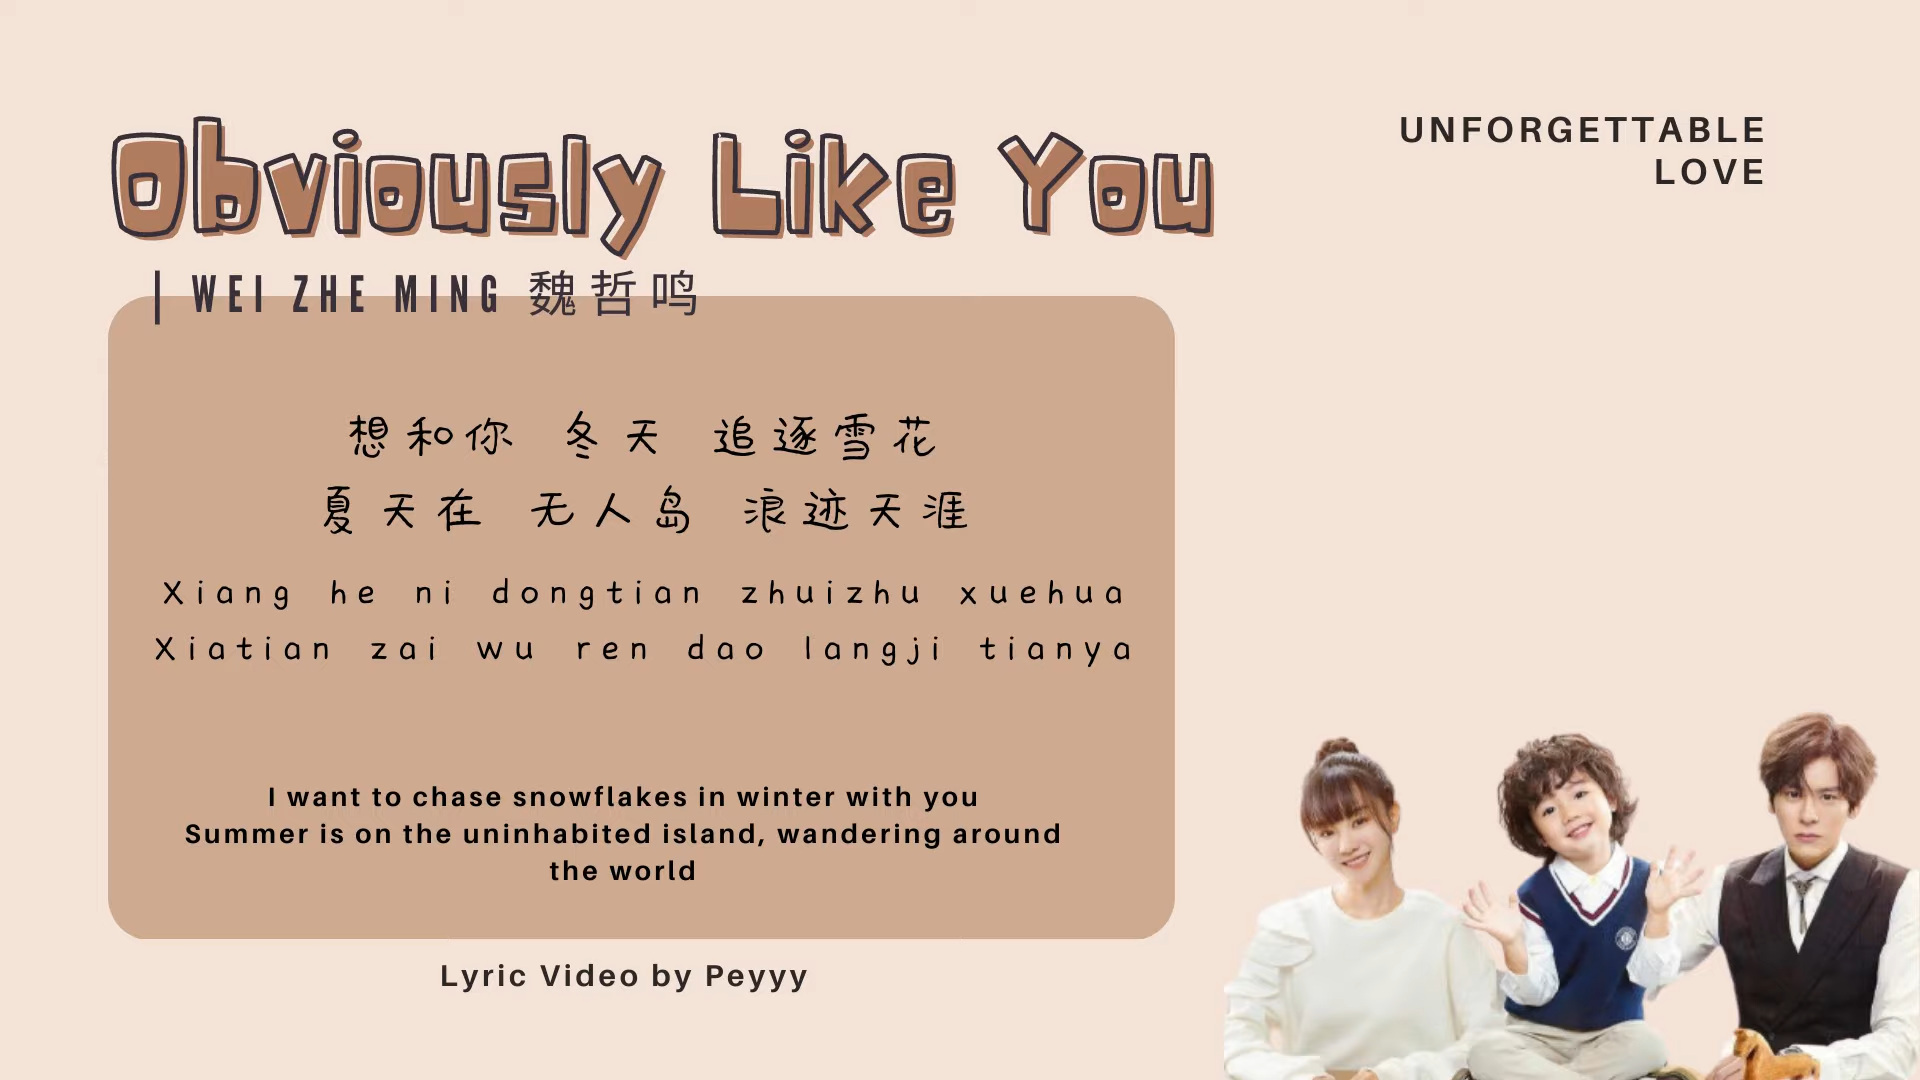 Obviously Like You
UNFORGETTABLE
LOVE
| WEI ZHE MING 魏哲鸣
想和你 冬天 追逐雪花
夏天在 无人岛 浪迹天涯
Xiang he ni dongtian zhuizhu xuehua
Xiatian zai wu ren dao langji tianya
I want to chase snowflakes in winter with you
Summer is on the uninhabited island, wandering around
the world
Lyric Video by Peyyy